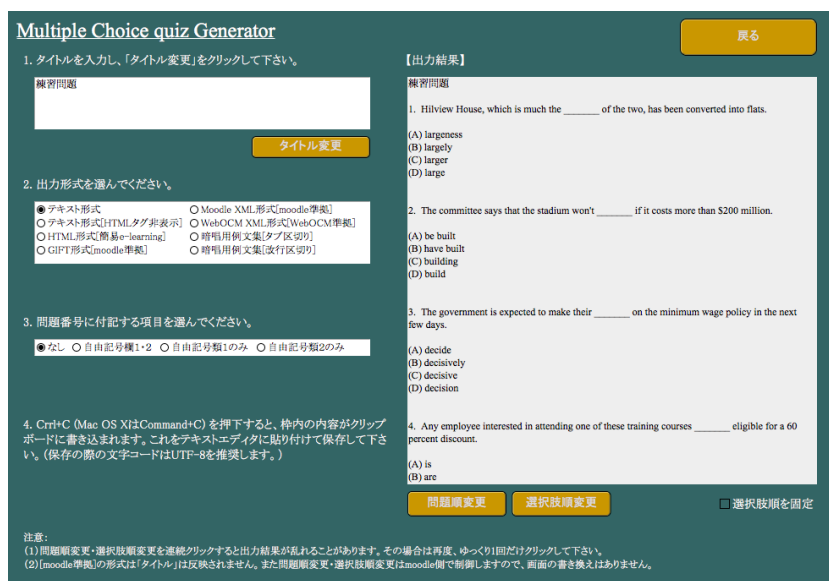 Multiple Choice quiz Generator
戻る
1. タイトルを入力し、「タイトル変更」をクリックして下さい。
練習問題
タイトル変更
2. 出力形式を選んでください。
テキスト形式
Moodle XML形式[moodle準拠]
テキスト形式[HTMLタグ非表示]
WebOCM XML形式[WebOCM準拠]
HTML形式[簡易e-learning]
暗唱用例文集[タブ区切り]
GIFT形式[moodle準拠]
暗唱用例文集[改行区切り]
3. 問題番号に付記する項目を選んでください。
なし 自由記号欄1・2 自由記号類1のみ 自由記号類2のみ
4. Crrl+C (Mac OS XはCommand+C) を押下すると、枠内の内容がクリップ
ボードに書き込まれます。これをテキストエディタに貼り付けて保存して下さ
い。(保存の際の文字コードはUTF-8を推奨します。)
【出力結果】
練習問題
1. Hilview House, which is much the _______ of the two, has been converted into flats.
(A) largeness
(B) largely
(C) larger
(D) large
2. The committee says that the stadium won't _______ if it costs more than $200 million.
(A) be built
(B) have built
(C) building
(D) build
3. The government is expected to make their _______ on the minimum wage policy in the next
few days.
(A) decide
(B) decisively
(C) decisive
(D) decision
4. Any employee interested in attending one of these training courses _______ eligible for a 60
percent discount.
(A) is
(B) are
問題順変更
選択肢順変更
選択肢順を固定
注意:
(1)問題順変更・選択肢順変更を連続クリックすると出力結果が乱れることがあります。その場合は再度、ゆっくり1回だけクリックして下さい。
(2)[moodle準拠]の形式は「タイトル」は反映されません。また問題順変更・選択肢順変更はmoodle側で制御しますので、画面の書き換えはありません。